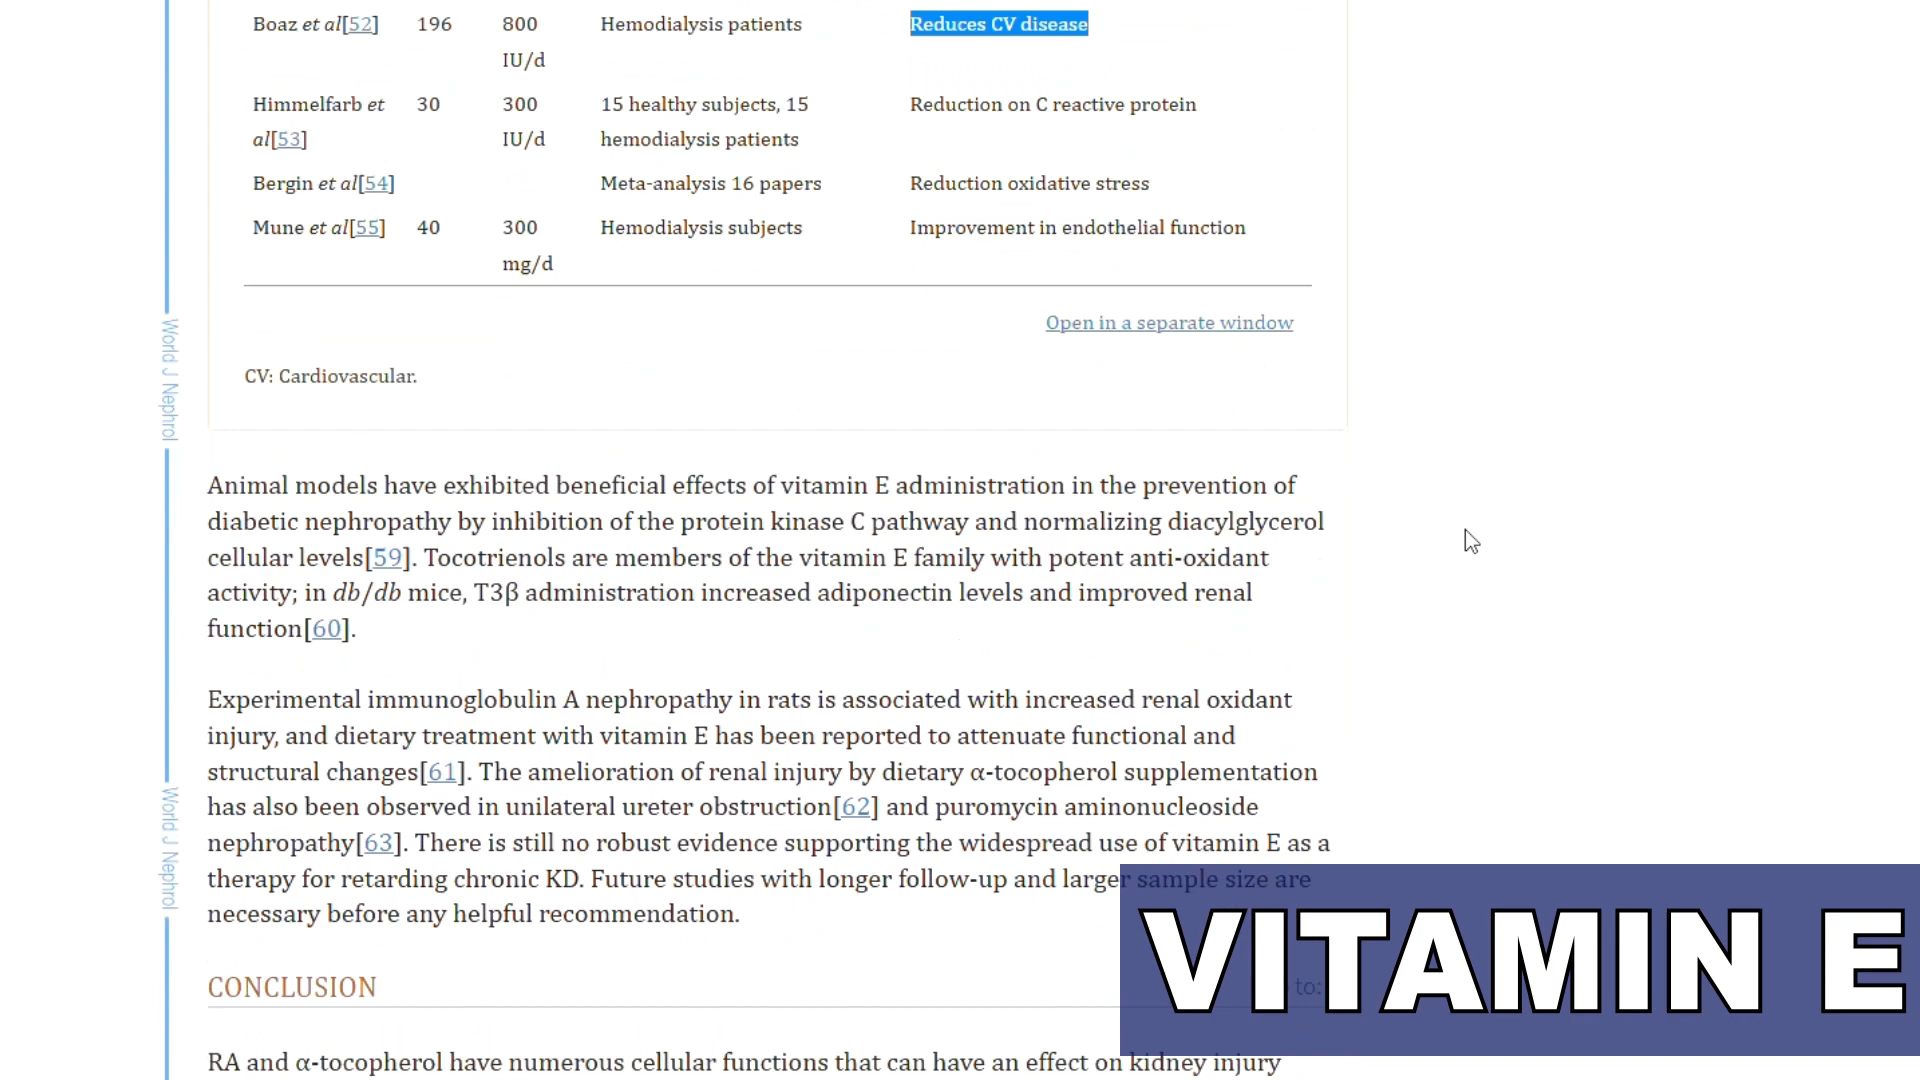 Boaz et al[52] 196 800 Hemodialysis patients Reduces CV disease
IU/d
Himmelfarb et 30 300 15 healthy subjects, 15 Reduction on C reactive protein
al[53] IU/d hemodialysis patients
Bergin et al[54] Meta-analysis 16 papers Reduction oxidative stress
Mune et al[55] 40 300 Hemodialysis subjects Improvement in endothelial function
mg/d
Open in a separate window
CV: Cardiovascular.
World J Nephrol
Animal models have exhibited beneficial effects of vitamin E administration in the prevention of
diabetic nephropathy by inhibition of the protein kinase C pathway and normalizing diacylglycerol
cellular levels[59]. Tocotrienols are members of the vitamin E family with potent anti-oxidant
activity; in db/db mice, T3β administration increased adiponectin levels and improved renal
function[60].
Experimental immunoglobulin A nephropathy in rats is associated with increased renal oxidant
injury, and dietary treatment with vitamin E has been reported to attenuate functional and
structural changes[61]. The amelioration of renal injury by dietary α-tocopherol supplementation
has also been observed in unilateral ureter obstruction[62] and puromycin aminonucleoside
nephropathy[63]. There is still no robust evidence supporting the widespread use of vitamin E as a
therapy for retarding chronic KD. Future studies with longer follow-up and larger sample size are
necessary before any helpful recommendation.
World J Nephrol
CONCLUSION to:
VITAMIN E
RA and α-tocopherol have numerous cellular functions that can have an effect on kidney injury